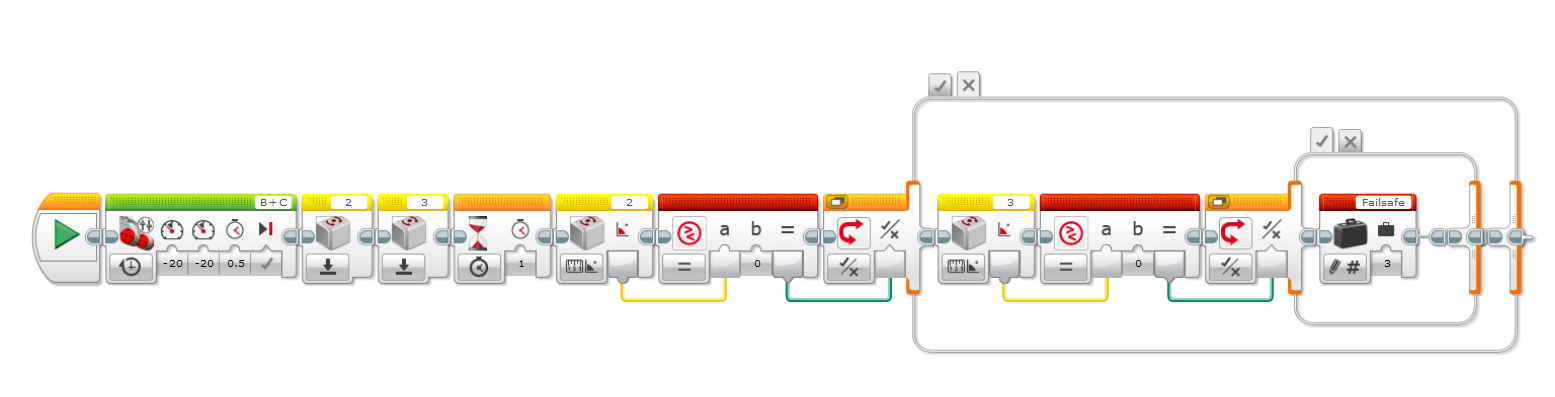 B+C 2 3 2 3 Failsafe
a b = a b =
-20 -20 0.5 1 = 0 = 0 # 3